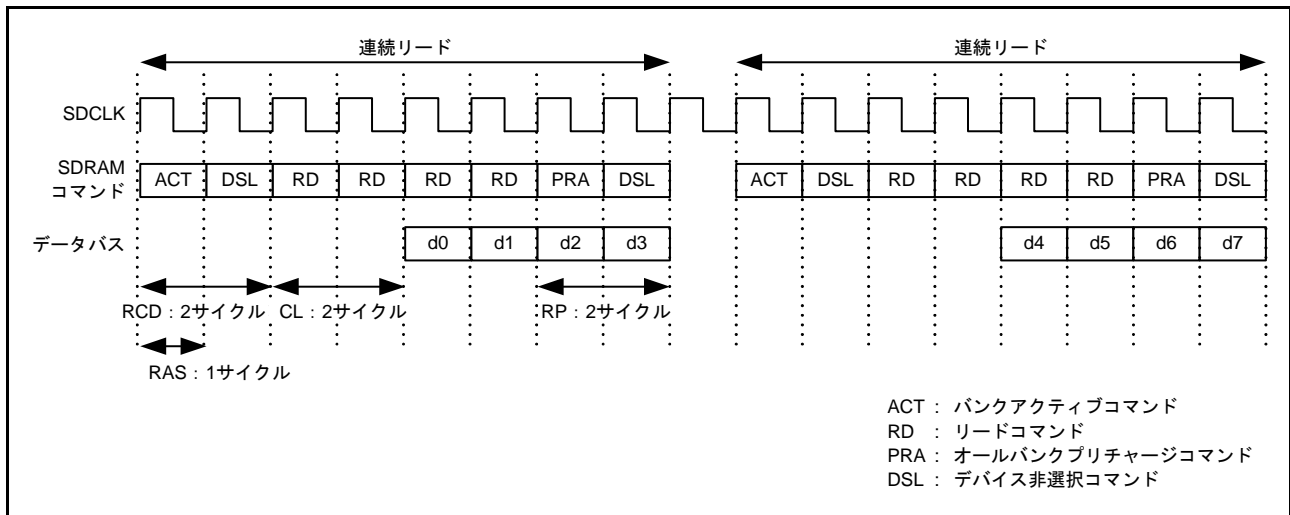 連続リード 連続リード
SDCLK
SDRAM
コマンド
ACT DSL RD RD RD RD PRA DSL ACT DSL RD RD RD RD PRA DSL
データバス d0 d1 d2 d3 d4 d5 d6 d7
RCD：2サイクル CL：2サイクル RP：2サイクル
RAS：1サイクル
ACT ： バンクアクティブコマンド
RD ： リードコマンド
PRA ： オールバンクプリチャージコマンド
DSL ： デバイス非選択コマンド